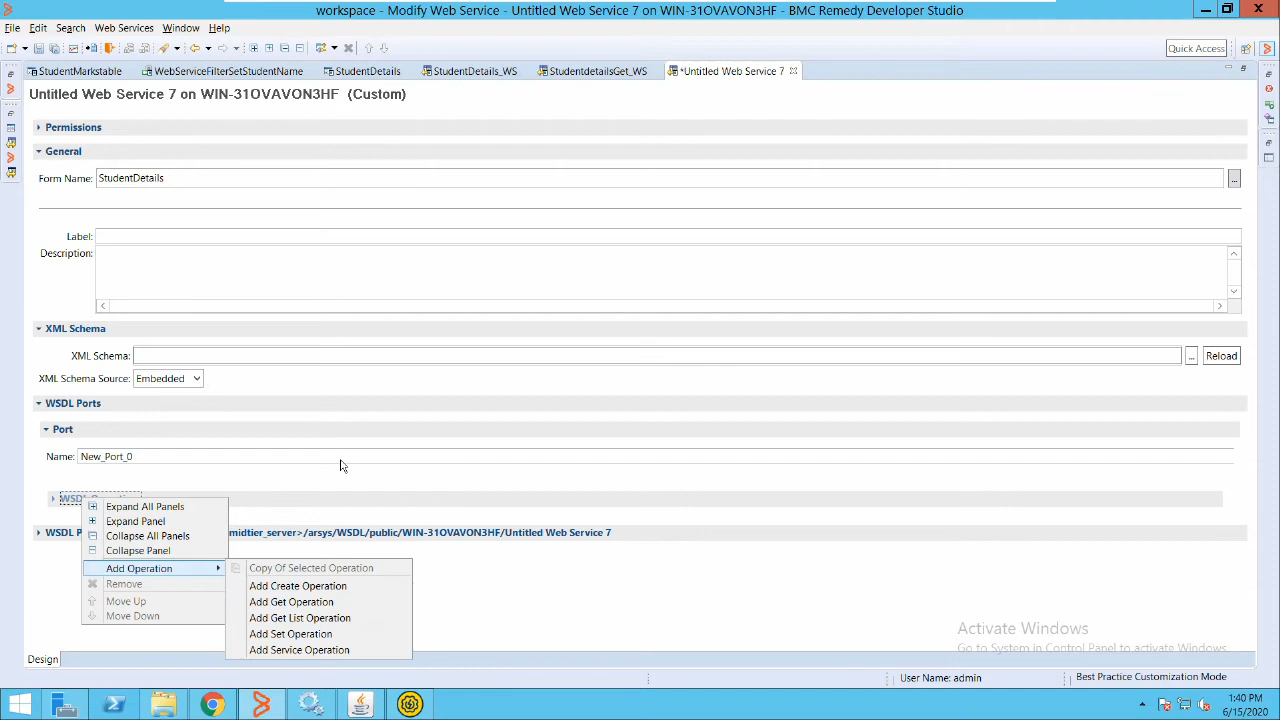 workspace - Modify Web Service - Untitled Web Service 7 on WIN-31OVAVON3HF - BMC Remedy Developer Studio
File Edit Search Web Services Window Help
Quick Access
StudentMarkstable WebServiceFilterSetStudentName StudentDetails StudentDetails_WS StudentdetailsGet_WS *Untitled Web Service 7
Untitled Web Service 7 on WIN-31OVAVON3HF (Custom)
Permissions
General
Form Name: StudentDetails ...
Label:
Description:
XML Schema
XML Schema: ... Reload
XML Schema Source: Embedded
WSDL Ports
Port
Name: New_Port_0
Expand All Panels
Expand Panel
WSDL P midtier_server>/arsys/WSDL/public/WIN-31OVAVON3HF/Untitled Web Service 7
Collapse All Panels
Collapse Panel
Add Operation
Remove
Move Up
Move Down
Copy Of Selected Operation
Add Create Operation
Add Get Operation
Add Get List Operation
Add Set Operation
Add Service Operation
Activate Windows
Go to System in Control Panel to activate Windows.
Design
User Name: admin Best Practice Customization Mode
1:40 PM
6/15/2020